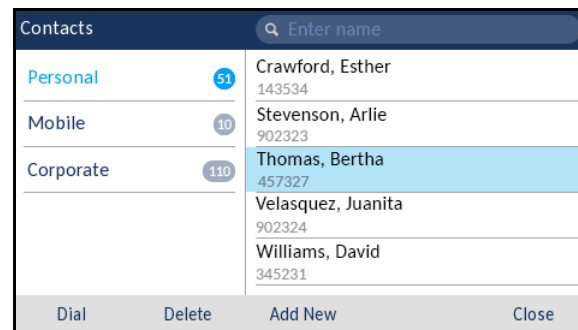 Contacts
Enter name
Personal 51
Mobile 10
Corporate 110
Crawford, Esther
143534
Stevenson, Arlie
902323
Thomas, Bertha
457327
Velasquez, Juanita
902324
Williams, David
345231
Dial Delete Add New Close